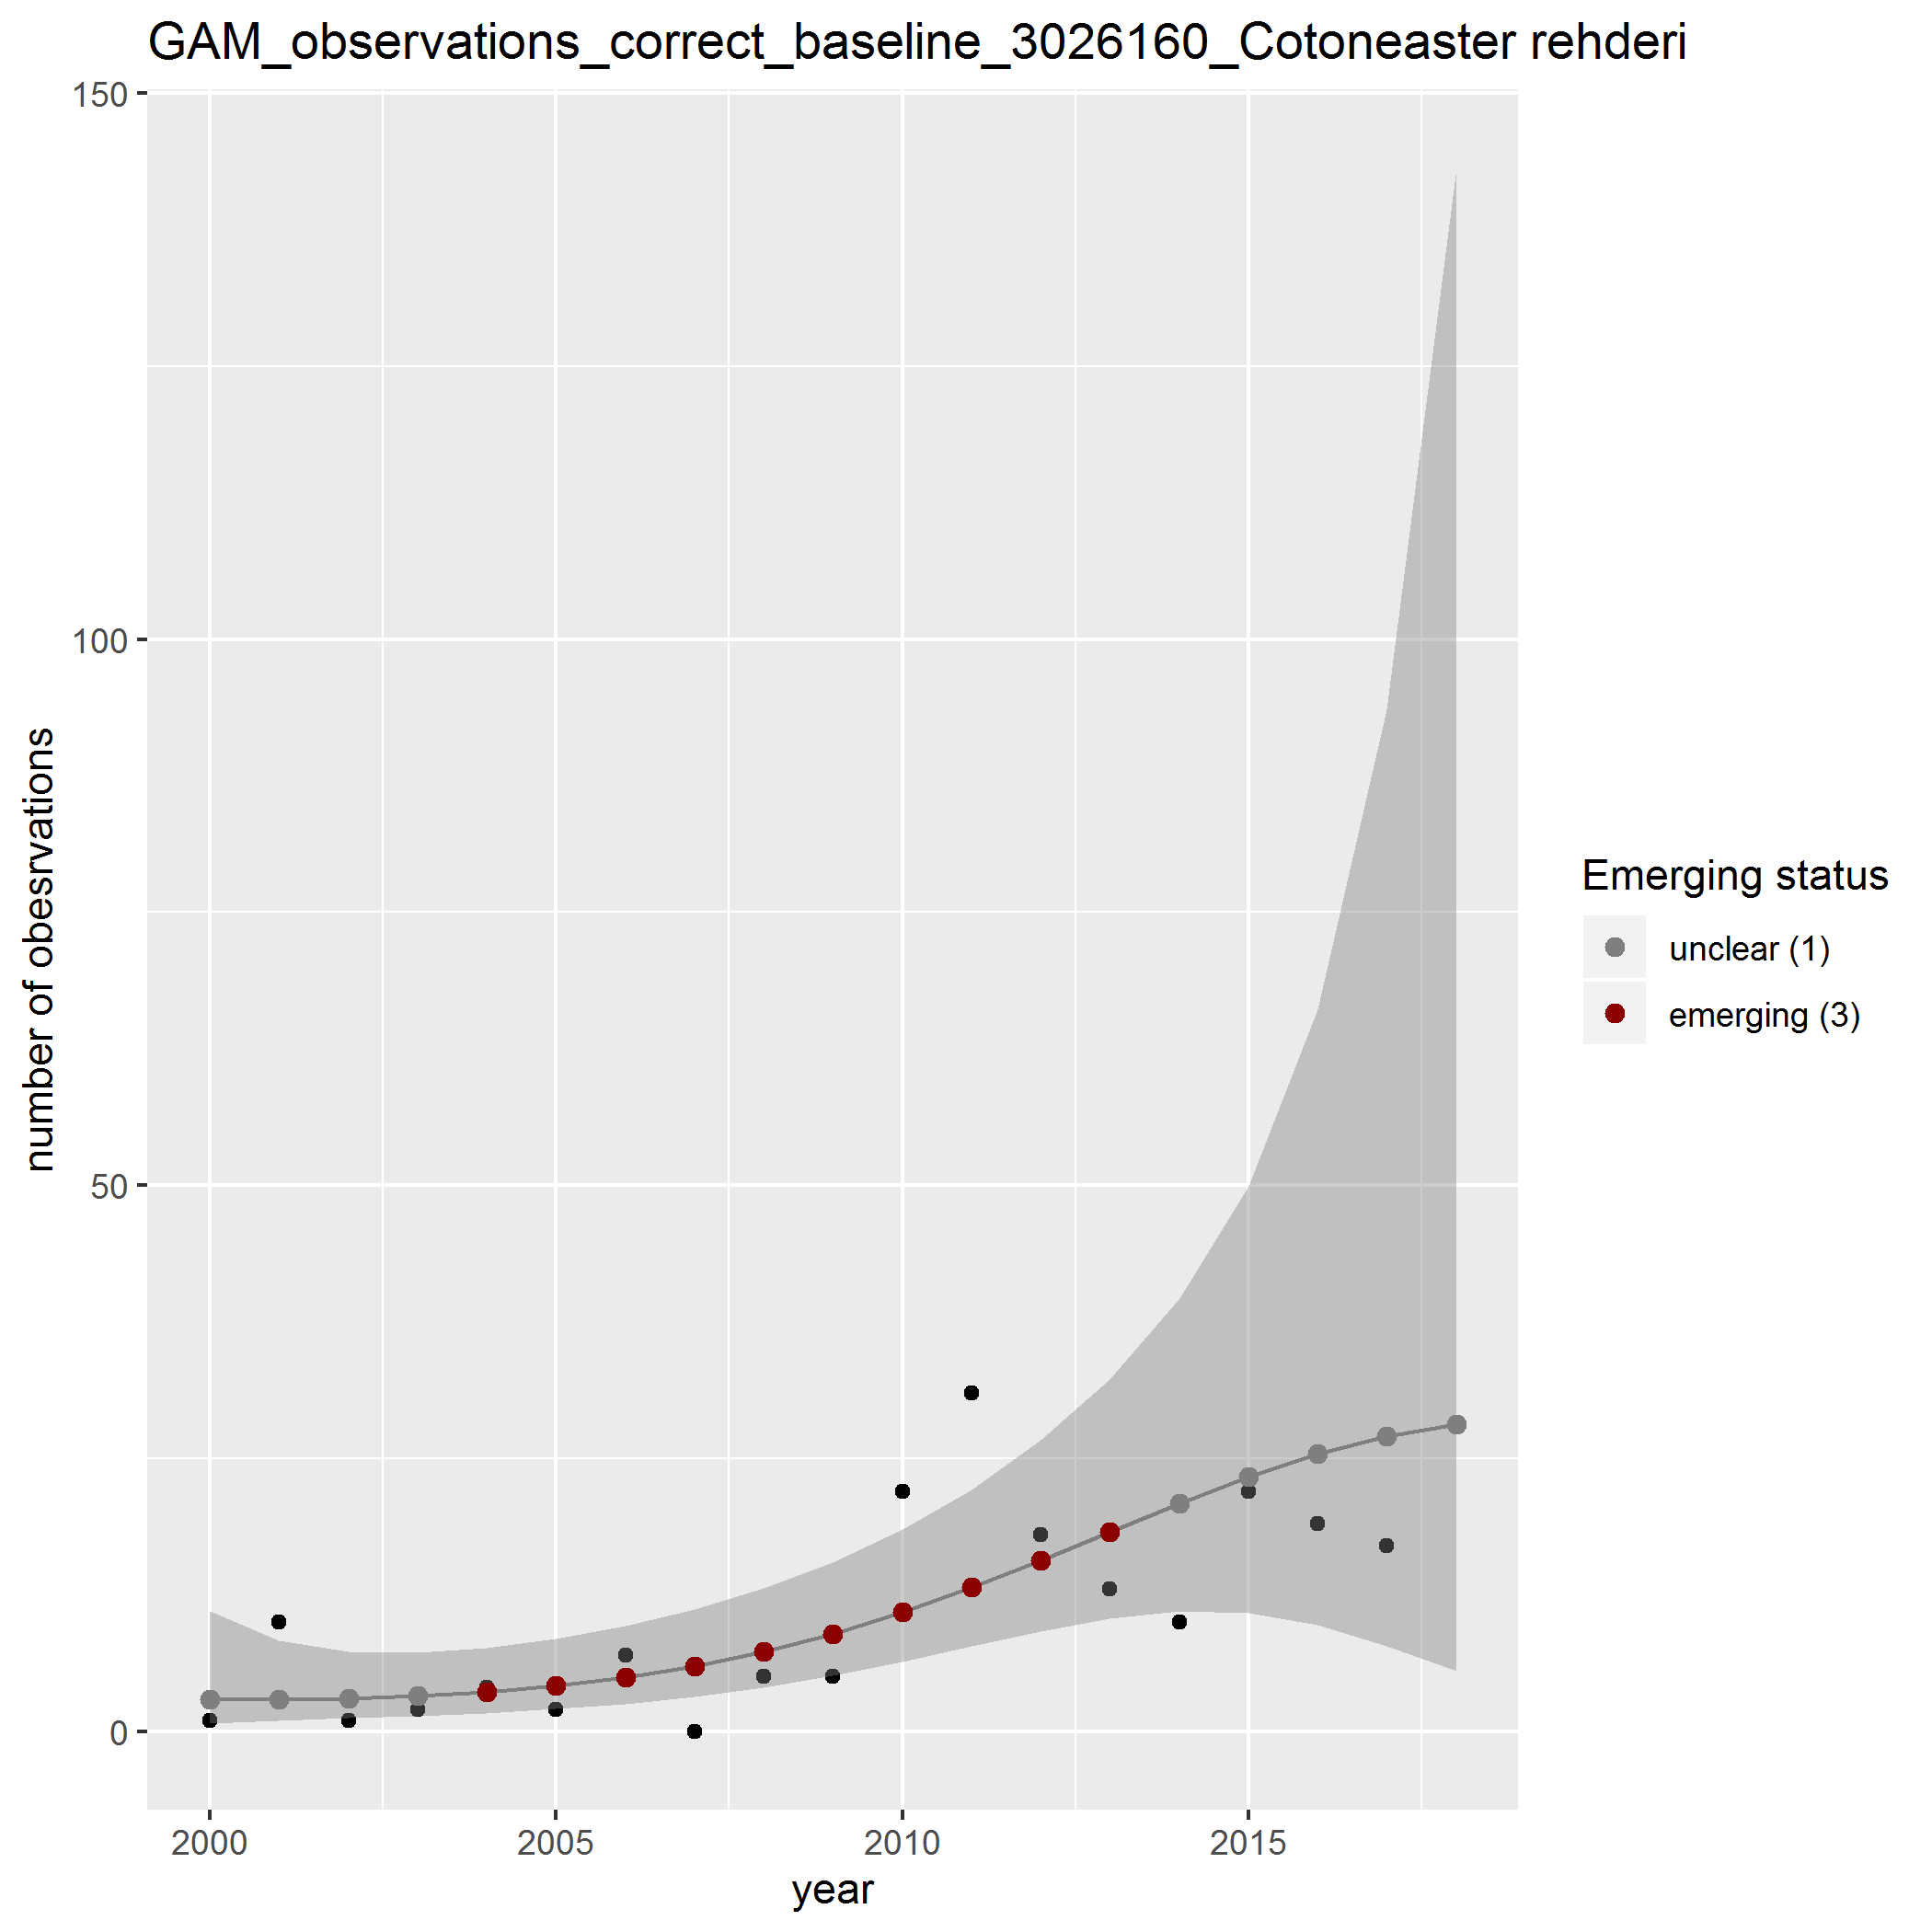 GAM_observations_correct_baseline_3026160_Cotoneaster rehderi
150
100
50
0
number of obesrvations
2000 2005 2010 2015
year
Emerging status
unclear (1)
emerging (3)